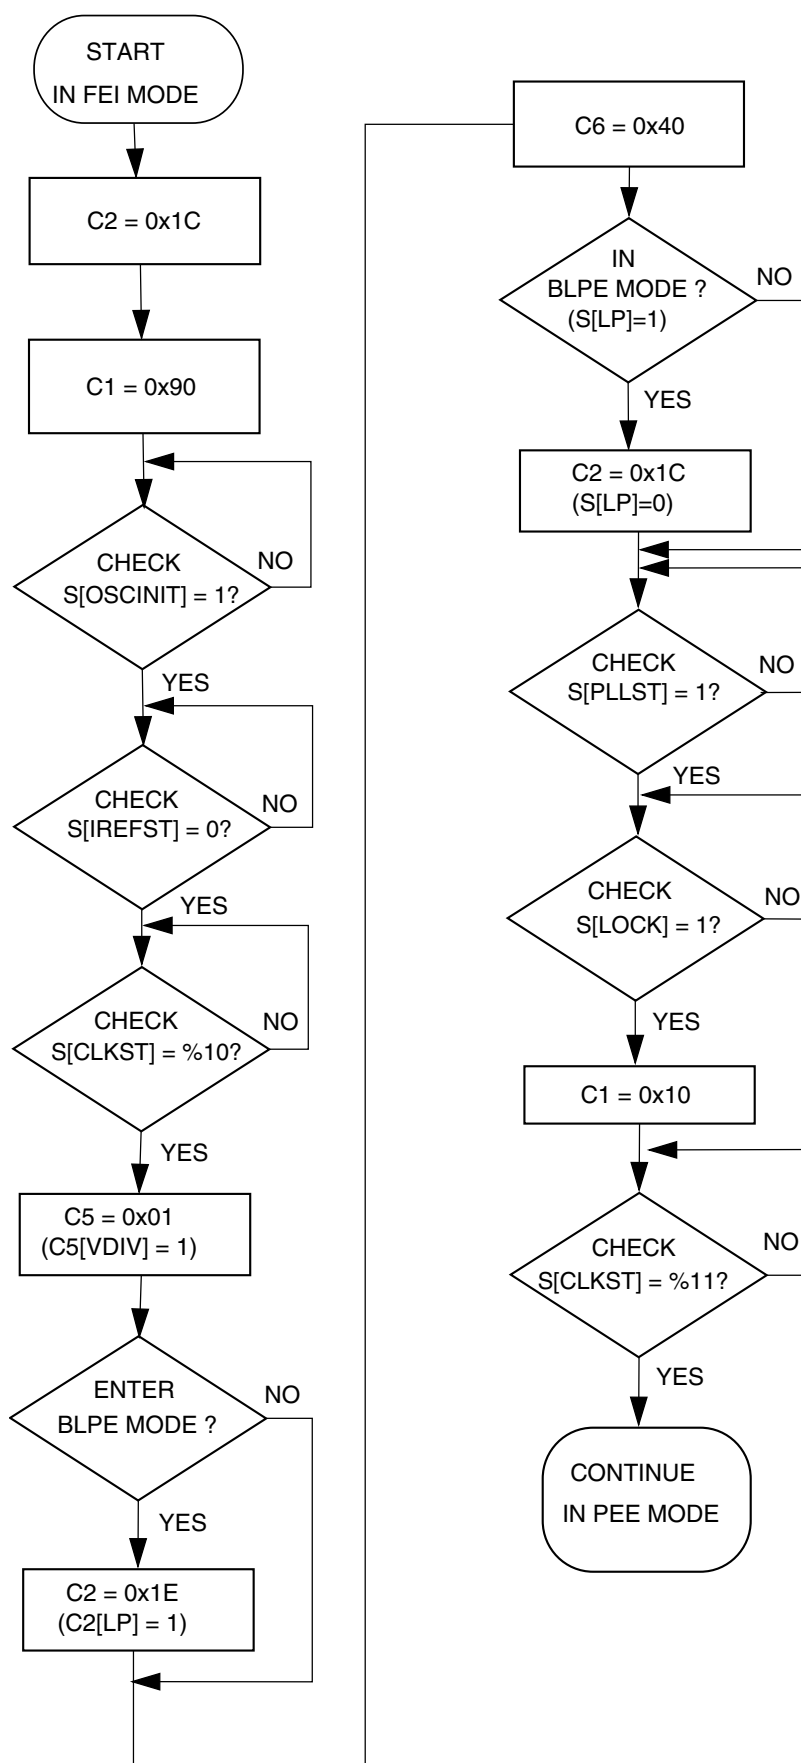 START
IN FEI MODE
C2 = 0x1C
C1 = 0x90
CHECK
S[OSCINIT] = 1?
NO
YES
CHECK
S[IREFST] = 0?
NO
YES
CHECK
S[CLKST] = %10?
NO
YES
C5 = 0x01
(C5[VDIV] = 1)
ENTER
BLPE MODE ?
NO
YES
C2 = 0x1E
(C2[LP] = 1)
C6 = 0x40
IN
BLPE MODE ?
(S[LP]=1)
NO
YES
C2 = 0x1C
(S[LP]=0)
CHECK
S[PLLST] = 1?
NO
YES
CHECK
S[LOCK] = 1?
NO
YES
C1 = 0x10
CHECK
S[CLKST] = %11?
NO
YES
CONTINUE
IN PEE MODE